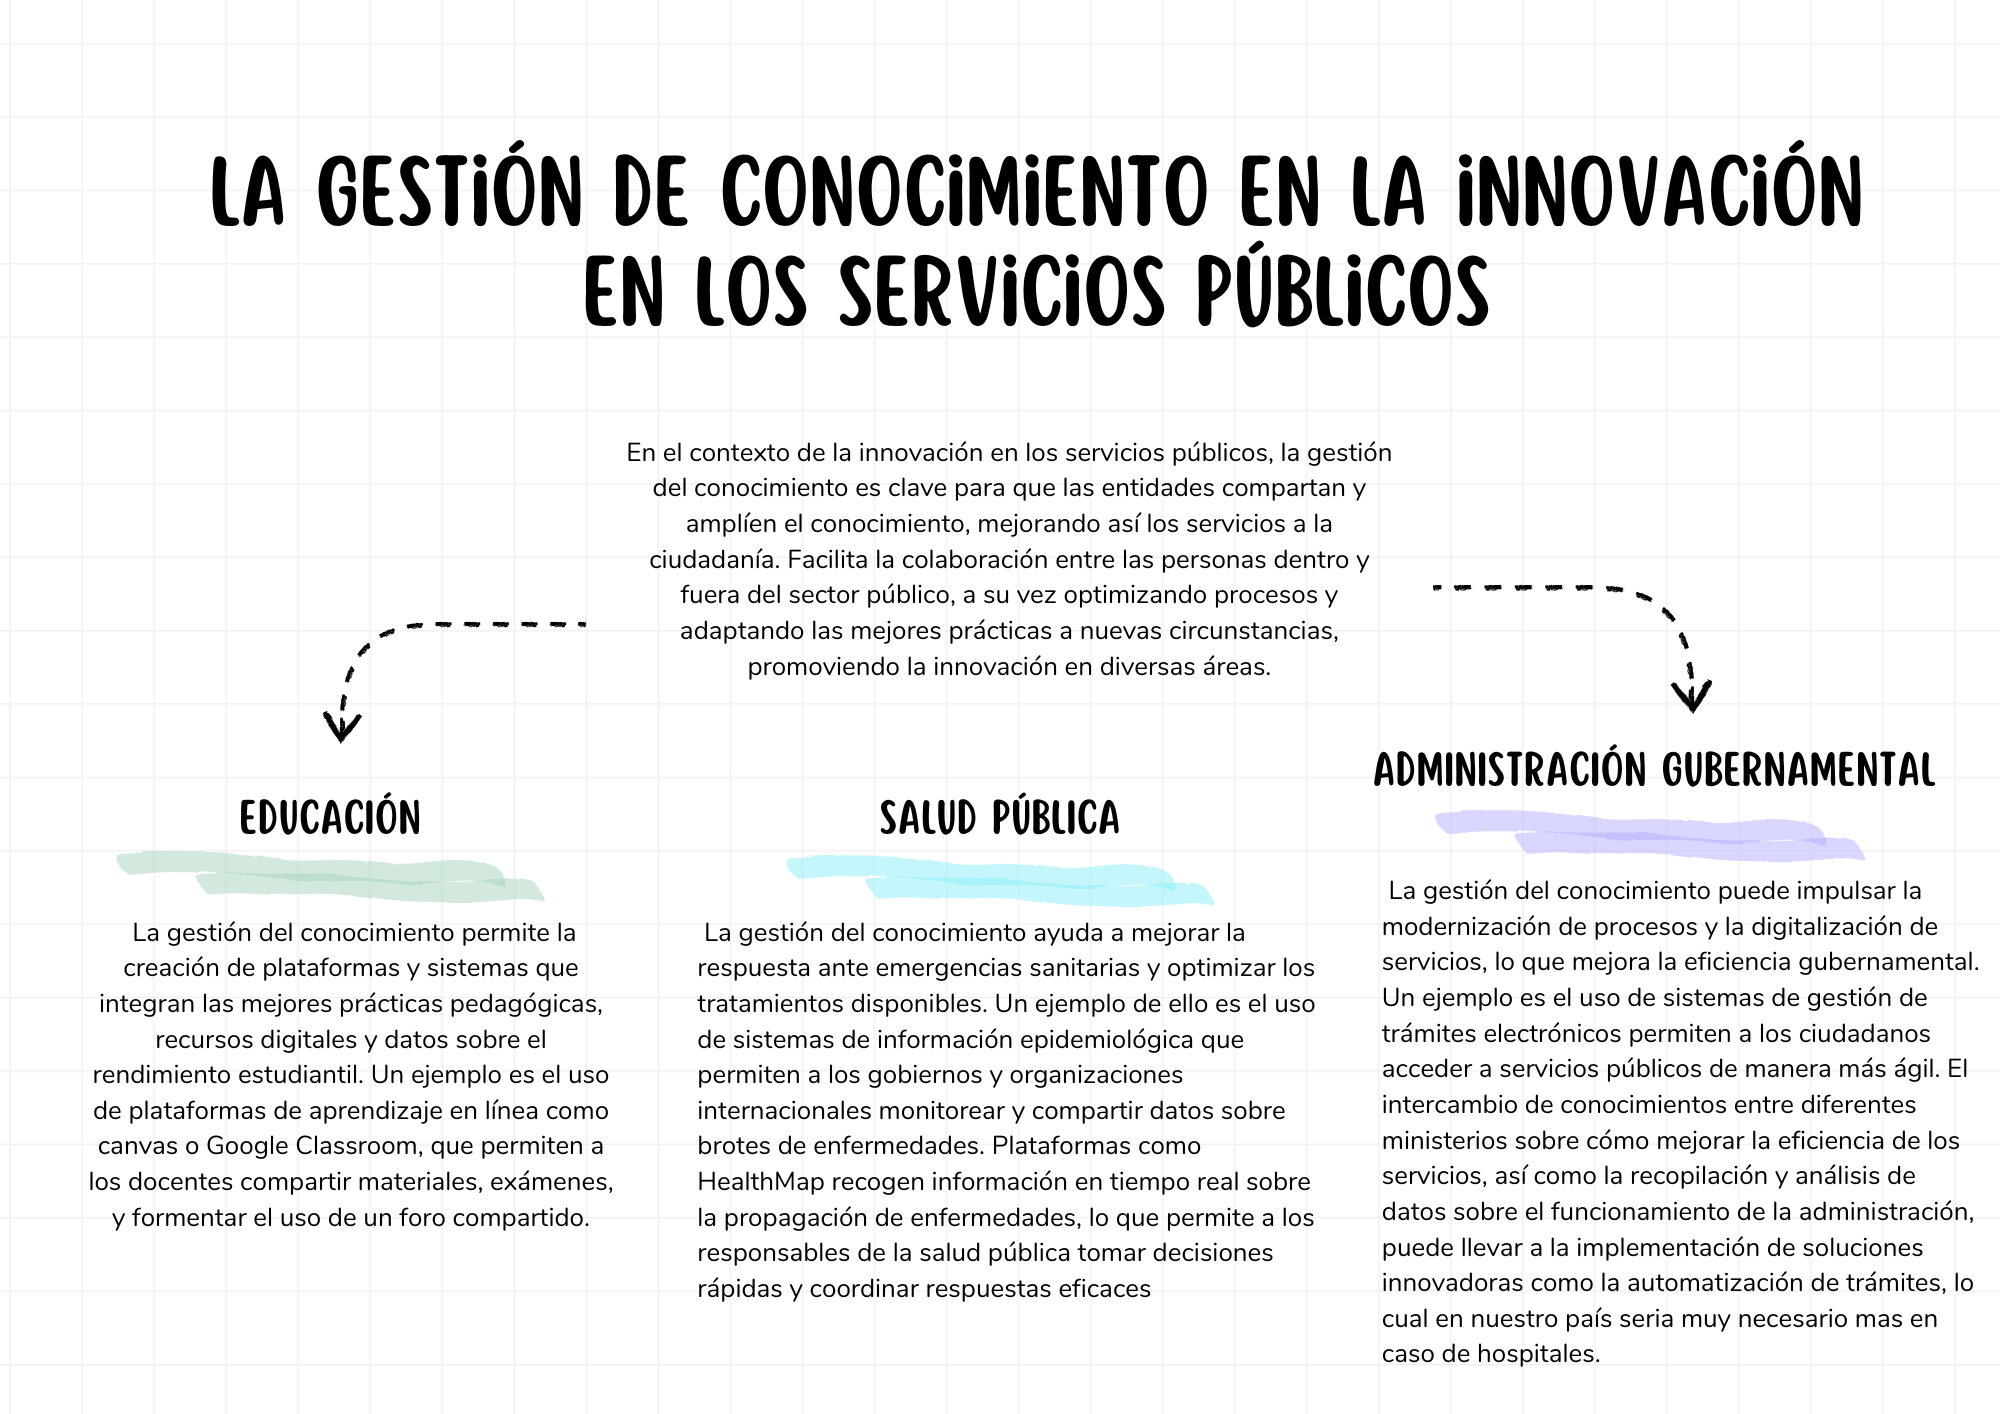 LA GESTIÓN DE CONOCIMIENTO EN LA INNOVACIÓN
EN LOS SERVICIOS PÚBLICOS
En el contexto de la innovación en los servicios públicos, la gestión
del conocimiento es clave para que las entidades compartan y
amplíen el conocimiento, mejorando así los servicios a la
ciudadanía. Facilita la colaboración entre las personas dentro y
fuera del sector público, a su vez optimizando procesos y
adaptando las mejores prácticas a nuevas circunstancias,
promoviendo la innovación en diversas áreas.
EDUCACIÓN
La gestión del conocimiento permite la
creación de plataformas y sistemas que
integran las mejores prácticas pedagógicas,
recursos digitales y datos sobre el
rendimiento estudiantil. Un ejemplo es el uso
de plataformas de aprendizaje en línea como
canvas o Google Classroom, que permiten a
los docentes compartir materiales, exámenes,
y formentar el uso de un foro compartido.
SALUD PÚBLICA
La gestión del conocimiento ayuda a mejorar la
respuesta ante emergencias sanitarias y optimizar los
tratamientos disponibles. Un ejemplo de ello es el uso
de sistemas de información epidemiológica que
permiten a los gobiernos y organizaciones
internacionales monitorear y compartir datos sobre
brotes de enfermedades. Plataformas como
HealthMap recogen información en tiempo real sobre
la propagación de enfermedades, lo que permite a los
responsables de la salud pública tomar decisiones
rápidas y coordinar respuestas eficaces
ADMINISTRACIÓN GUBERNAMENTAL
La gestión del conocimiento puede impulsar la
modernización de procesos y la digitalización de
servicios, lo que mejora la eficiencia gubernamental.
Un ejemplo es el uso de sistemas de gestión de
trámites electrónicos permiten a los ciudadanos
acceder a servicios públicos de manera más ágil. El
intercambio de conocimientos entre diferentes
ministerios sobre cómo mejorar la eficiencia de los
servicios, así como la recopilación y análisis de
datos sobre el funcionamiento de la administración,
puede llevar a la implementación de soluciones
innovadoras como la automatización de trámites, lo
cual en nuestro país seria muy necesario mas en
caso de hospitales.